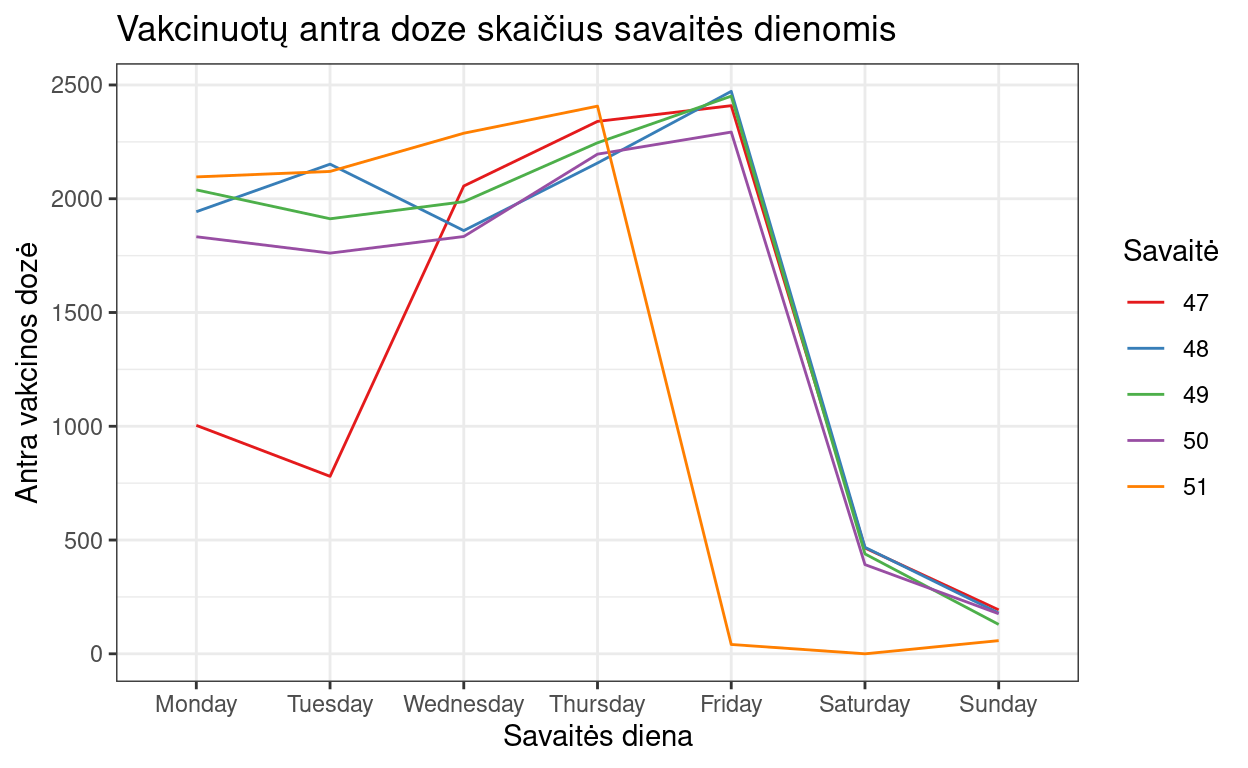 Vakcinuotų antra doze skaičius savaitės dienomis
Antra vakcinos dozė
2500
2000
1500
1000
500
0
Monday Tuesday Wednesday Thursday Friday Saturday Sunday
Savaitės diena
Savaitė
47
48
49
50
51